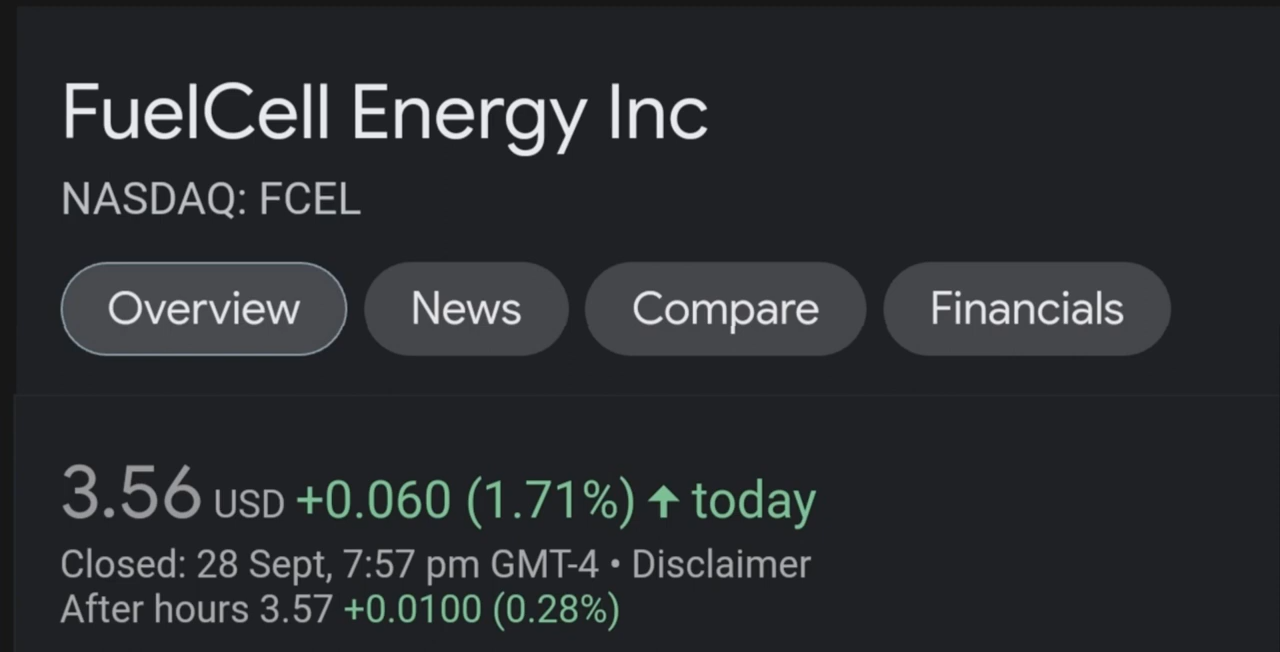 FuelCell Energy Inc
NASDAQ: FCEL
Overview News Compare Financials
3.56 USD +0.060 (1.71%) ↑ today
Closed: 28 Sept, 7:57 pm GMT-4 • Disclaimer
After hours 3.57 +0.0100 (0.28%)